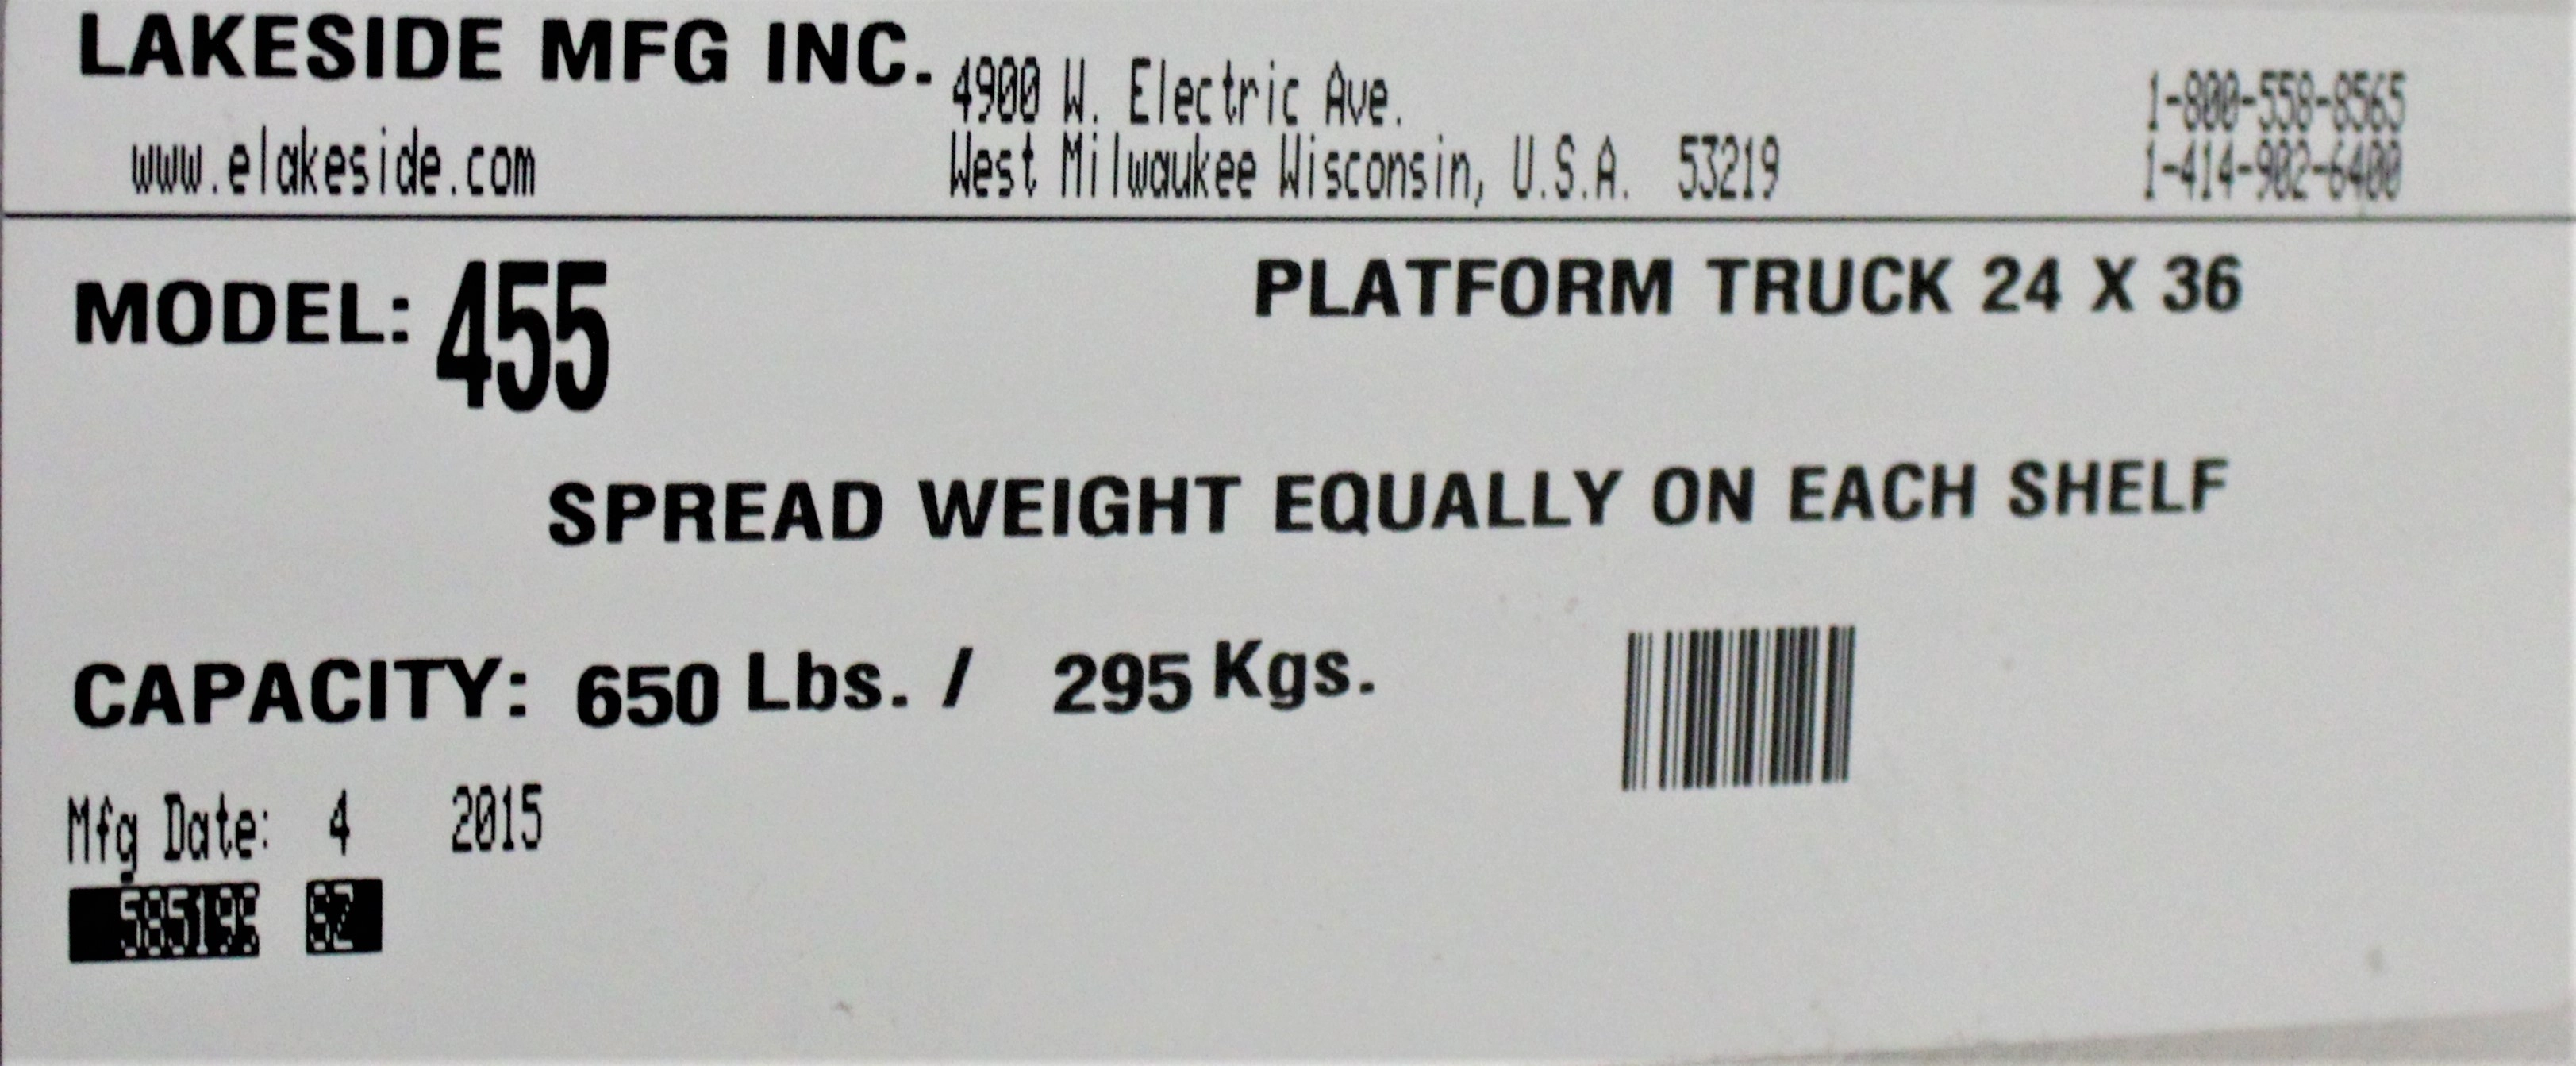 LAKESIDE MFG INC.
4900 W. Electric Ave.
1-800-558-8565
www.elakeside.com
West Milwaukee Wisconsin, U.S.A. 53219
1-414-902-6400
MODEL: 455
PLATFORM TRUCK 24 X 36
SPREAD WEIGHT EQUALLY ON EACH SHELF
CAPACITY: 650 Lbs. / 295 Kgs.
Mfg Date: 4 2015